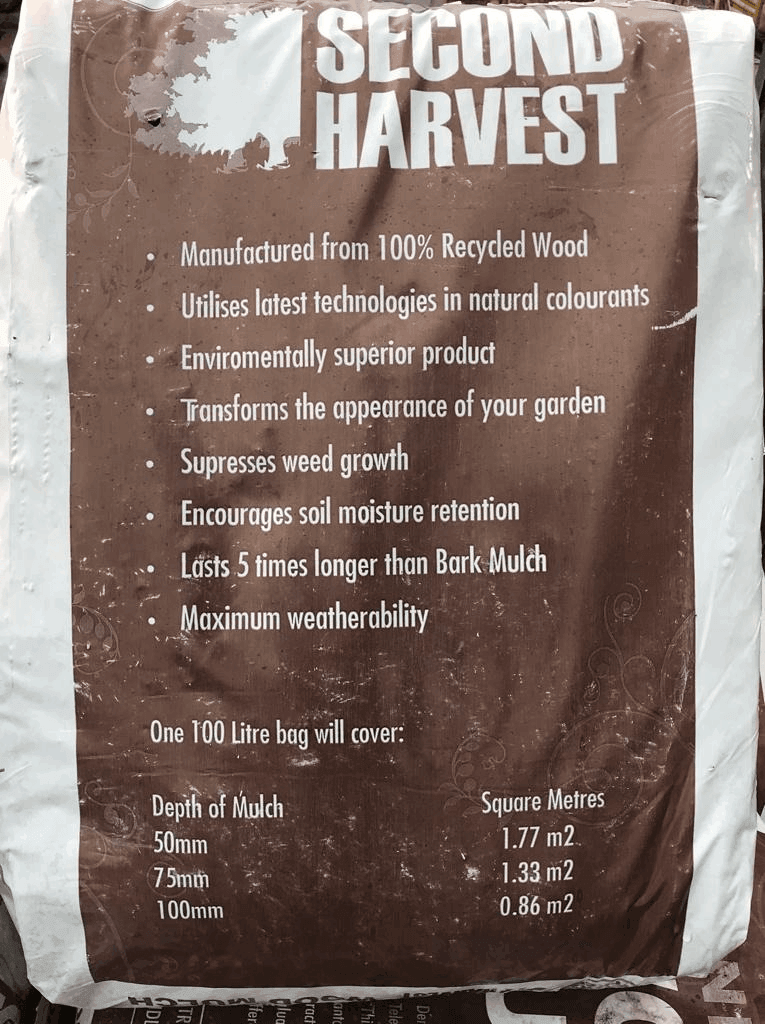 SECOND
HARVEST
• Manufactured from 100% Recycled Wood
• Utilises latest technologies in natural colourants
• Enviromentally superior product
• Transforms the appearance of your garden
• Supresses weed growth
• Encourages soil moisture retention
• Lasts 5 times longer than Bark Mulch
• Maximum weatherability
One 100 Litre bag will cover:
Depth of Mulch Square Metres
50mm 1.77 m2
75mm 1.33 m2
100mm 0.86 m2
WOOD MULCH